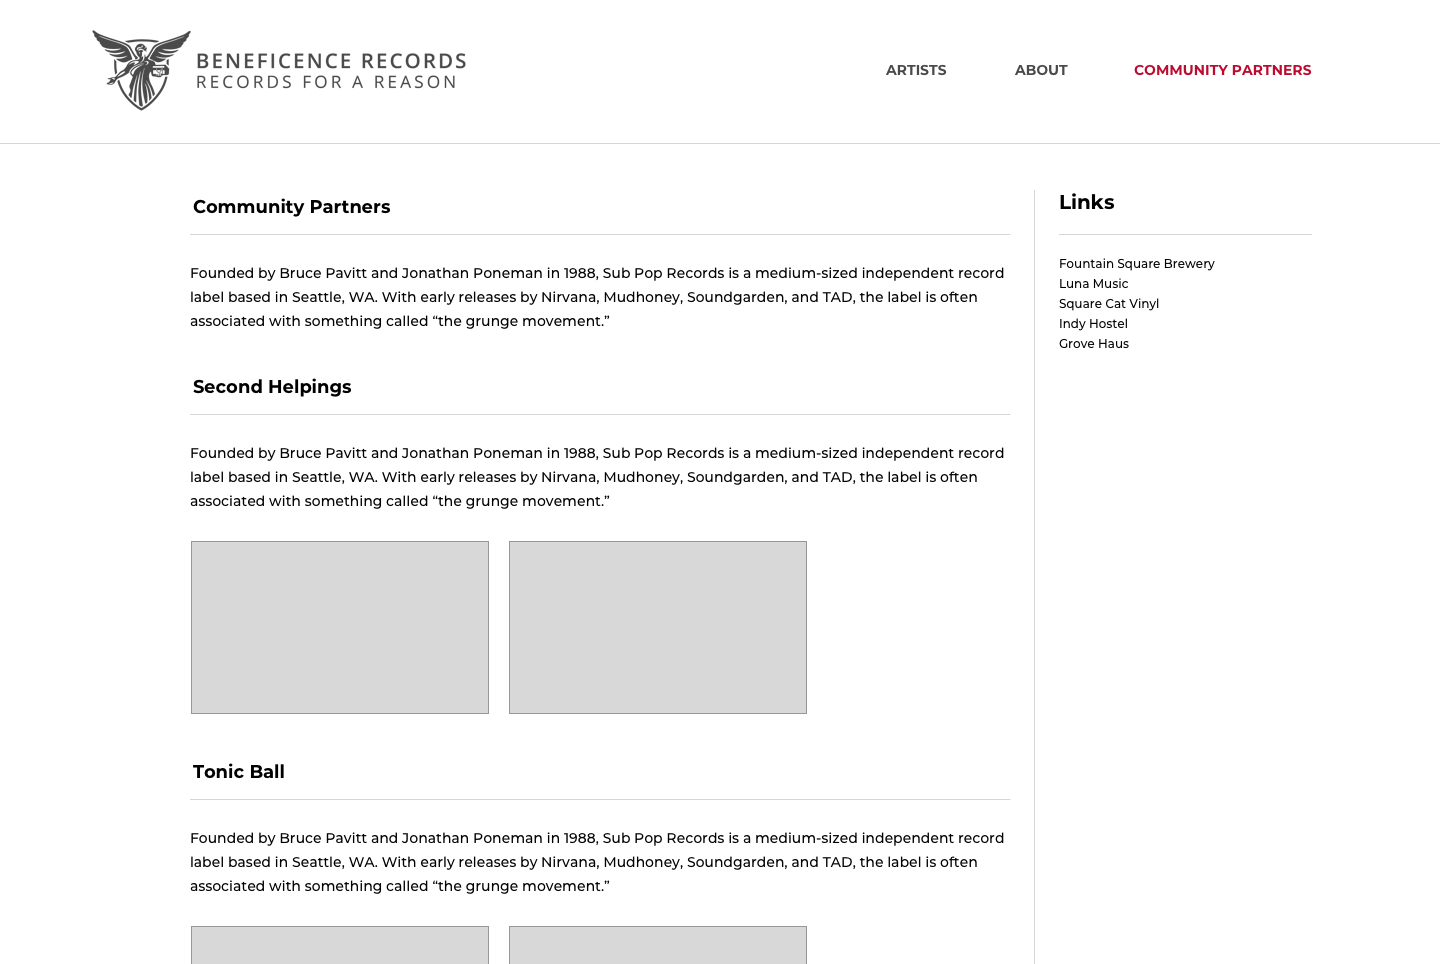 BENEFICENCE RECORDS
RECORDS FOR A REASON
ARTISTS
ABOUT
COMMUNITY PARTNERS
Community Partners
Founded by Bruce Pavitt and Jonathan Poneman in 1988, Sub Pop Records is a medium-sized independent record
label based in Seattle, WA. With early releases by Nirvana, Mudhoney, Soundgarden, and TAD, the label is often
associated with something called “the grunge movement.”
Second Helpings
Founded by Bruce Pavitt and Jonathan Poneman in 1988, Sub Pop Records is a medium-sized independent record
label based in Seattle, WA. With early releases by Nirvana, Mudhoney, Soundgarden, and TAD, the label is often
associated with something called “the grunge movement.”
Tonic Ball
Founded by Bruce Pavitt and Jonathan Poneman in 1988, Sub Pop Records is a medium-sized independent record
label based in Seattle, WA. With early releases by Nirvana, Mudhoney, Soundgarden, and TAD, the label is often
associated with something called “the grunge movement.”
Links
Fountain Square Brewery
Luna Music
Square Cat Vinyl
Indy Hostel
Grove Haus